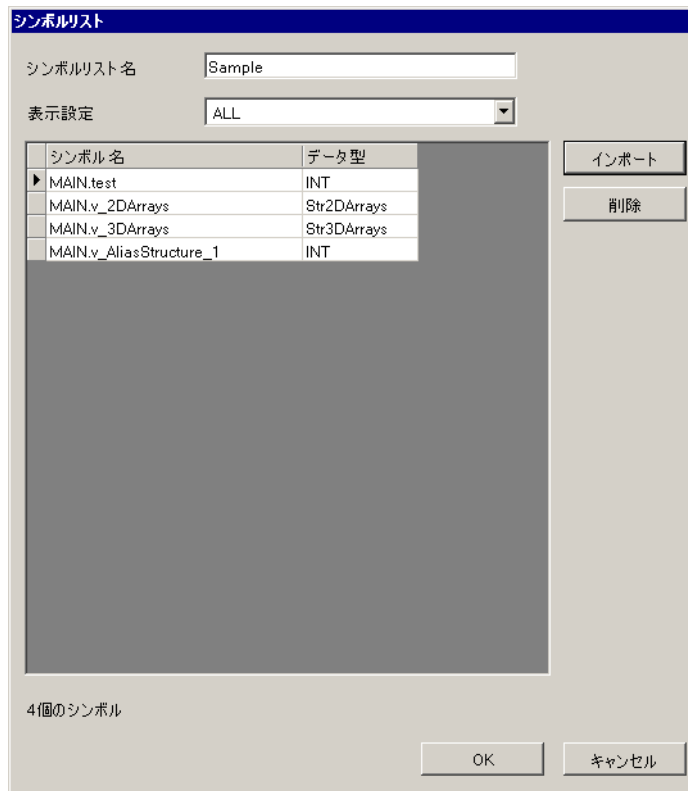 シンボルリスト
シンボルリスト名 Sample
表示設定 ALL
シンボル名 データ型
インポート
MAIN.test INT
MAIN.v_2DArrays Str2DArrays
削除
MAIN.v_3DArrays Str3DArrays
MAIN.v_AliasStructure_1 INT
4個のシンボル
OK キャンセル